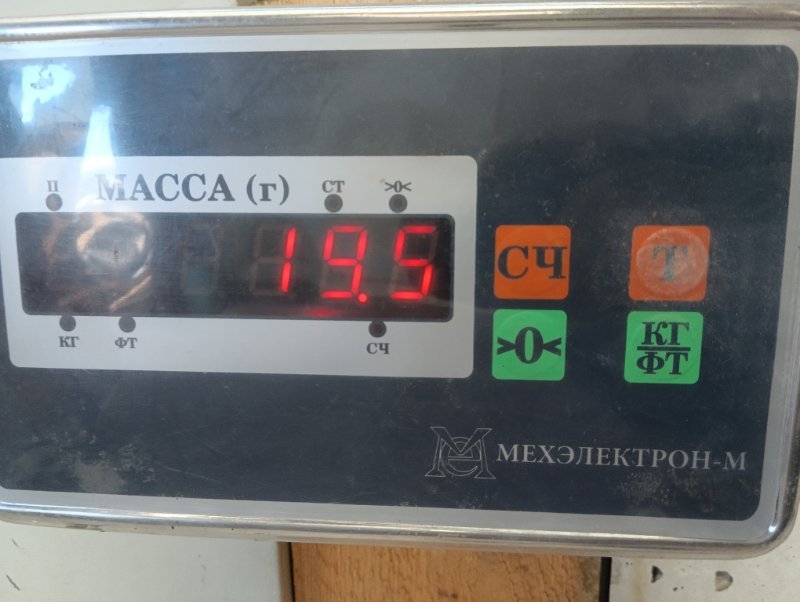 П МАССА (г) СТ >0<
19.5
КГ ФТ СЧ
СЧ Т
>0< КГ
ФТ
МЕХЭЛЕКТРОН-М